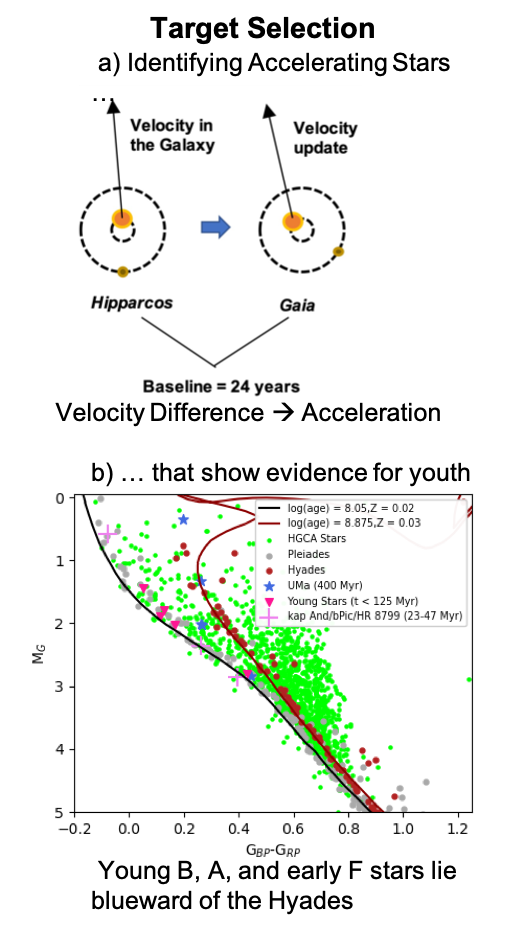 Target Selection
a) Identifying Accelerating Stars
...
Velocity in
the Galaxy
Velocity
update
Hipparcos
Gaia
Baseline = 24 years
Velocity Difference → Acceleration
b) ... that show evidence for youth
log(age) = 8.05,Z = 0.02
log(age) = 8.875,Z = 0.03
HGCA Stars
Pleiades
Hyades
UMa (400 Myr)
Young Stars (t < 125 Myr)
kap And/bPic/HR 8799 (23-47 Myr)
0
1
2
3
4
5
M_G
−0.2 0.0 0.2 0.4 0.6 0.8 1.0 1.2
G_BP-G_RP
Young B, A, and early F stars lie
blueward of the Hyades